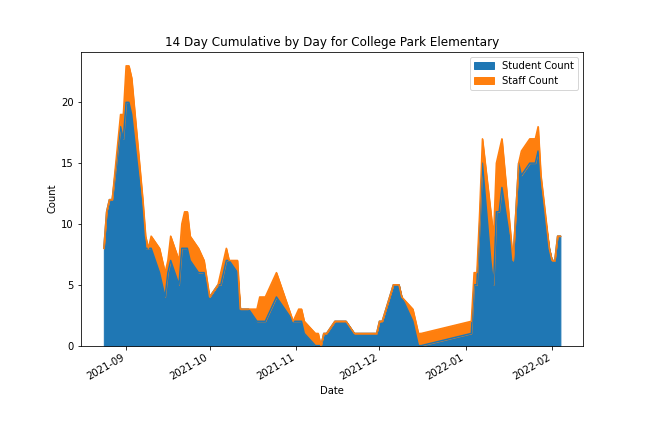 14 Day Cumulative by Day for College Park Elementary
Student Count
Staff Count
Count
20
15
10
5
0
2021-09
2021-10
2021-11
2021-12
2022-01
2022-02
Date